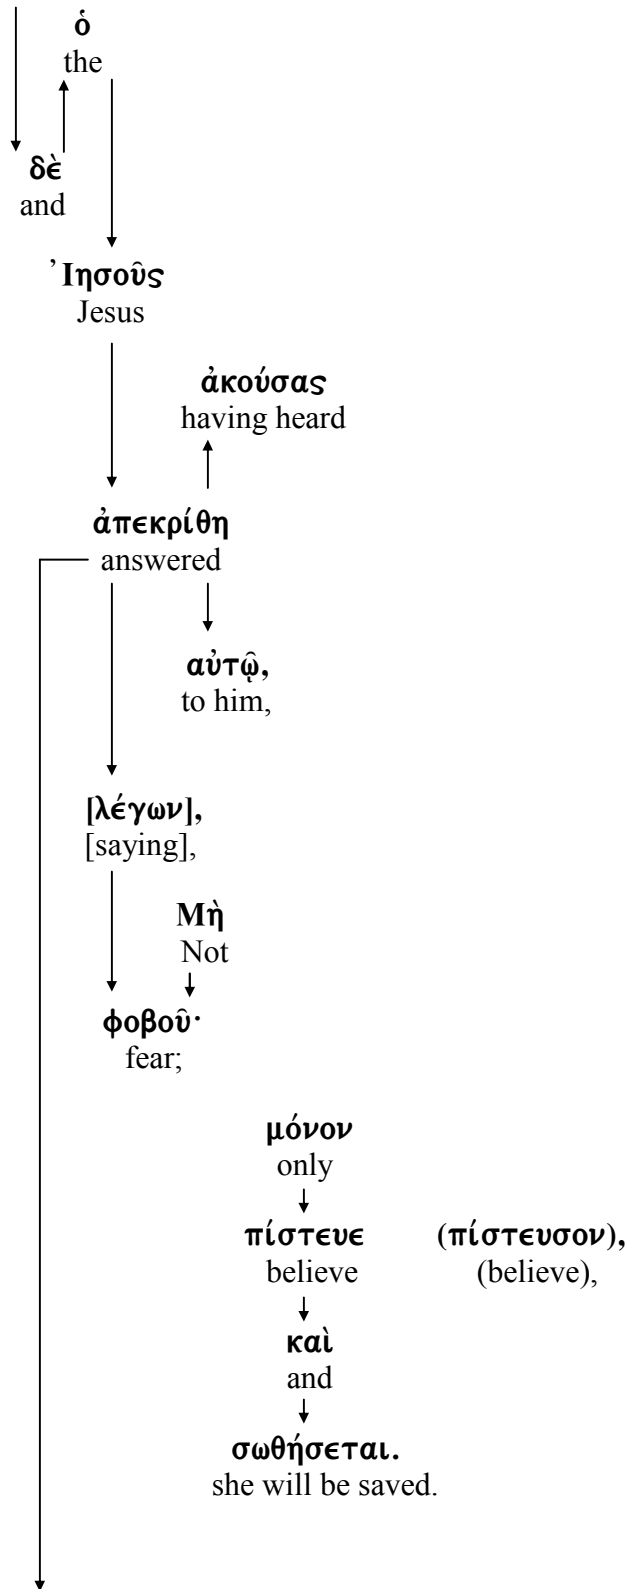 ὁ
the
δὲ
and
᾿Ιησοῦς
Jesus
ἀκούσας
having heard
ἀπεκρίθη
answered
αὐτῷ,
to him,
[λέγων],
[saying],
Μὴ
Not
φοβοῦ·
fear;
μόνον
only
πίστευε (πίστευσον),
believe (believe),
καὶ
and
σωθήσεται.
she will be saved.